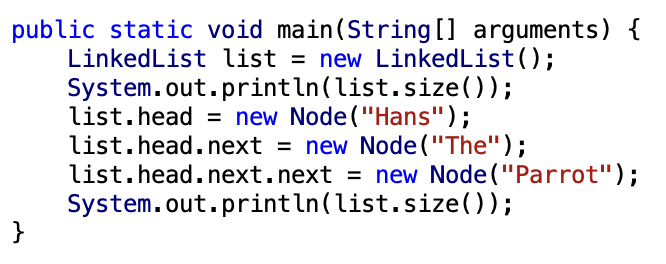 public static void main(String[] arguments) {
    LinkedList list = new LinkedList();
    System.out.println(list.size());
    list.head = new Node("Hans");
    list.head.next = new Node("The");
    list.head.next.next = new Node("Parrot");
    System.out.println(list.size());
}